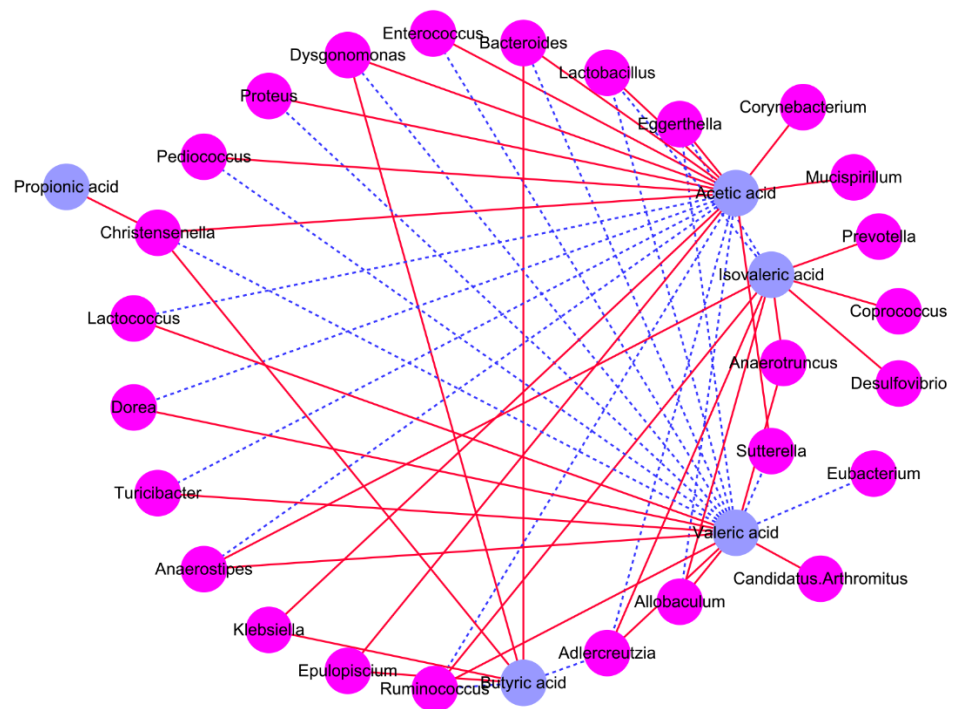 Enterococcus
Bacteroides
Dysgonomonas
Lactobacillus
Proteus
Corynebacterium
Eggerthella
Pediococcus
Mucispirillum
Propionic acid
Acetic acid
Christensenella
Prevotella
Isovaleric acid
Lactococcus
Coprococcus
Anaerotruncus
Desulfovibrio
Dorea
Sutterella
Eubacterium
Turicibacter
Valeric acid
Anaerostipes
Candidatus.Arthromitus
Allobaculum
Klebsiella
Adlercreutzia
Epulopiscium
Ruminococcus
Butyric acid